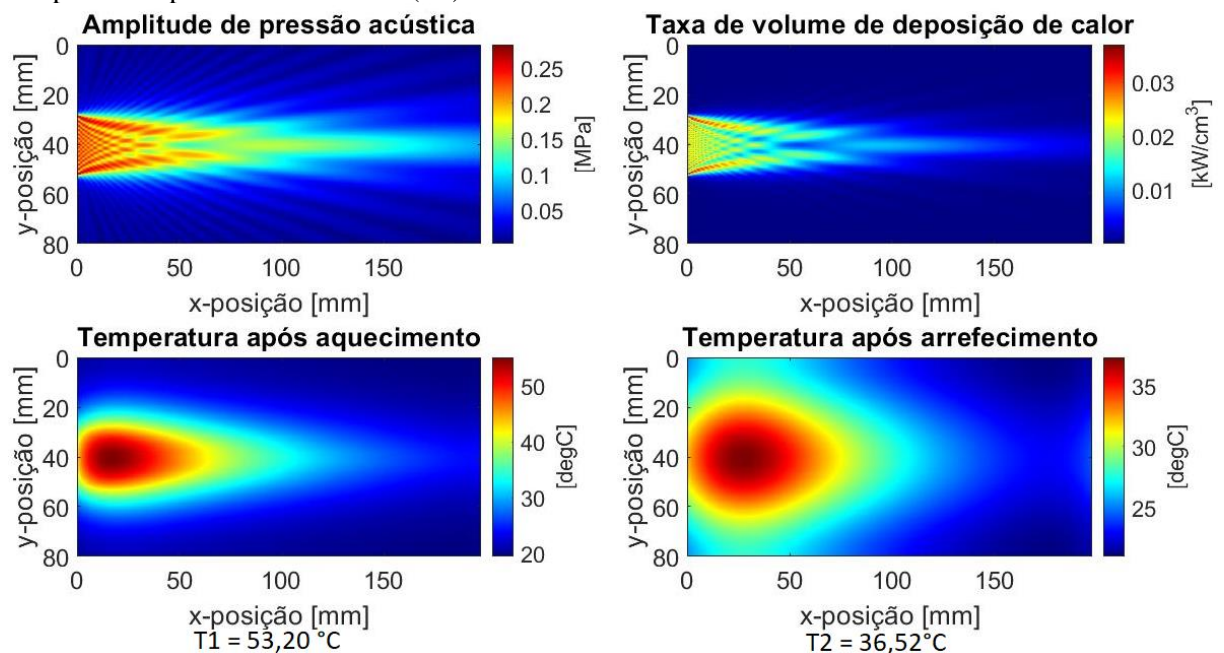 Amplitude de pressão acústica
0
20
40
60
80
y-posição [mm]
0 50 100 150
x-posição [mm]
0.25
0.2
0.15
0.1
0.05
[MPa]
Taxa de volume de deposição de calor
0
20
40
60
80
y-posição [mm]
0 50 100 150
x-posição [mm]
0.03
0.02
0.01
[kW/cm³]
Temperatura após aquecimento
0
20
40
60
80
y-posição [mm]
0 50 100 150
x-posição [mm]
50
40
30
20
[degC]
T1 = 53,20 °C
Temperatura após arrefecimento
0
20
40
60
80
y-posição [mm]
0 50 100 150
x-posição [mm]
35
30
25
[degC]
T2 = 36,52°C